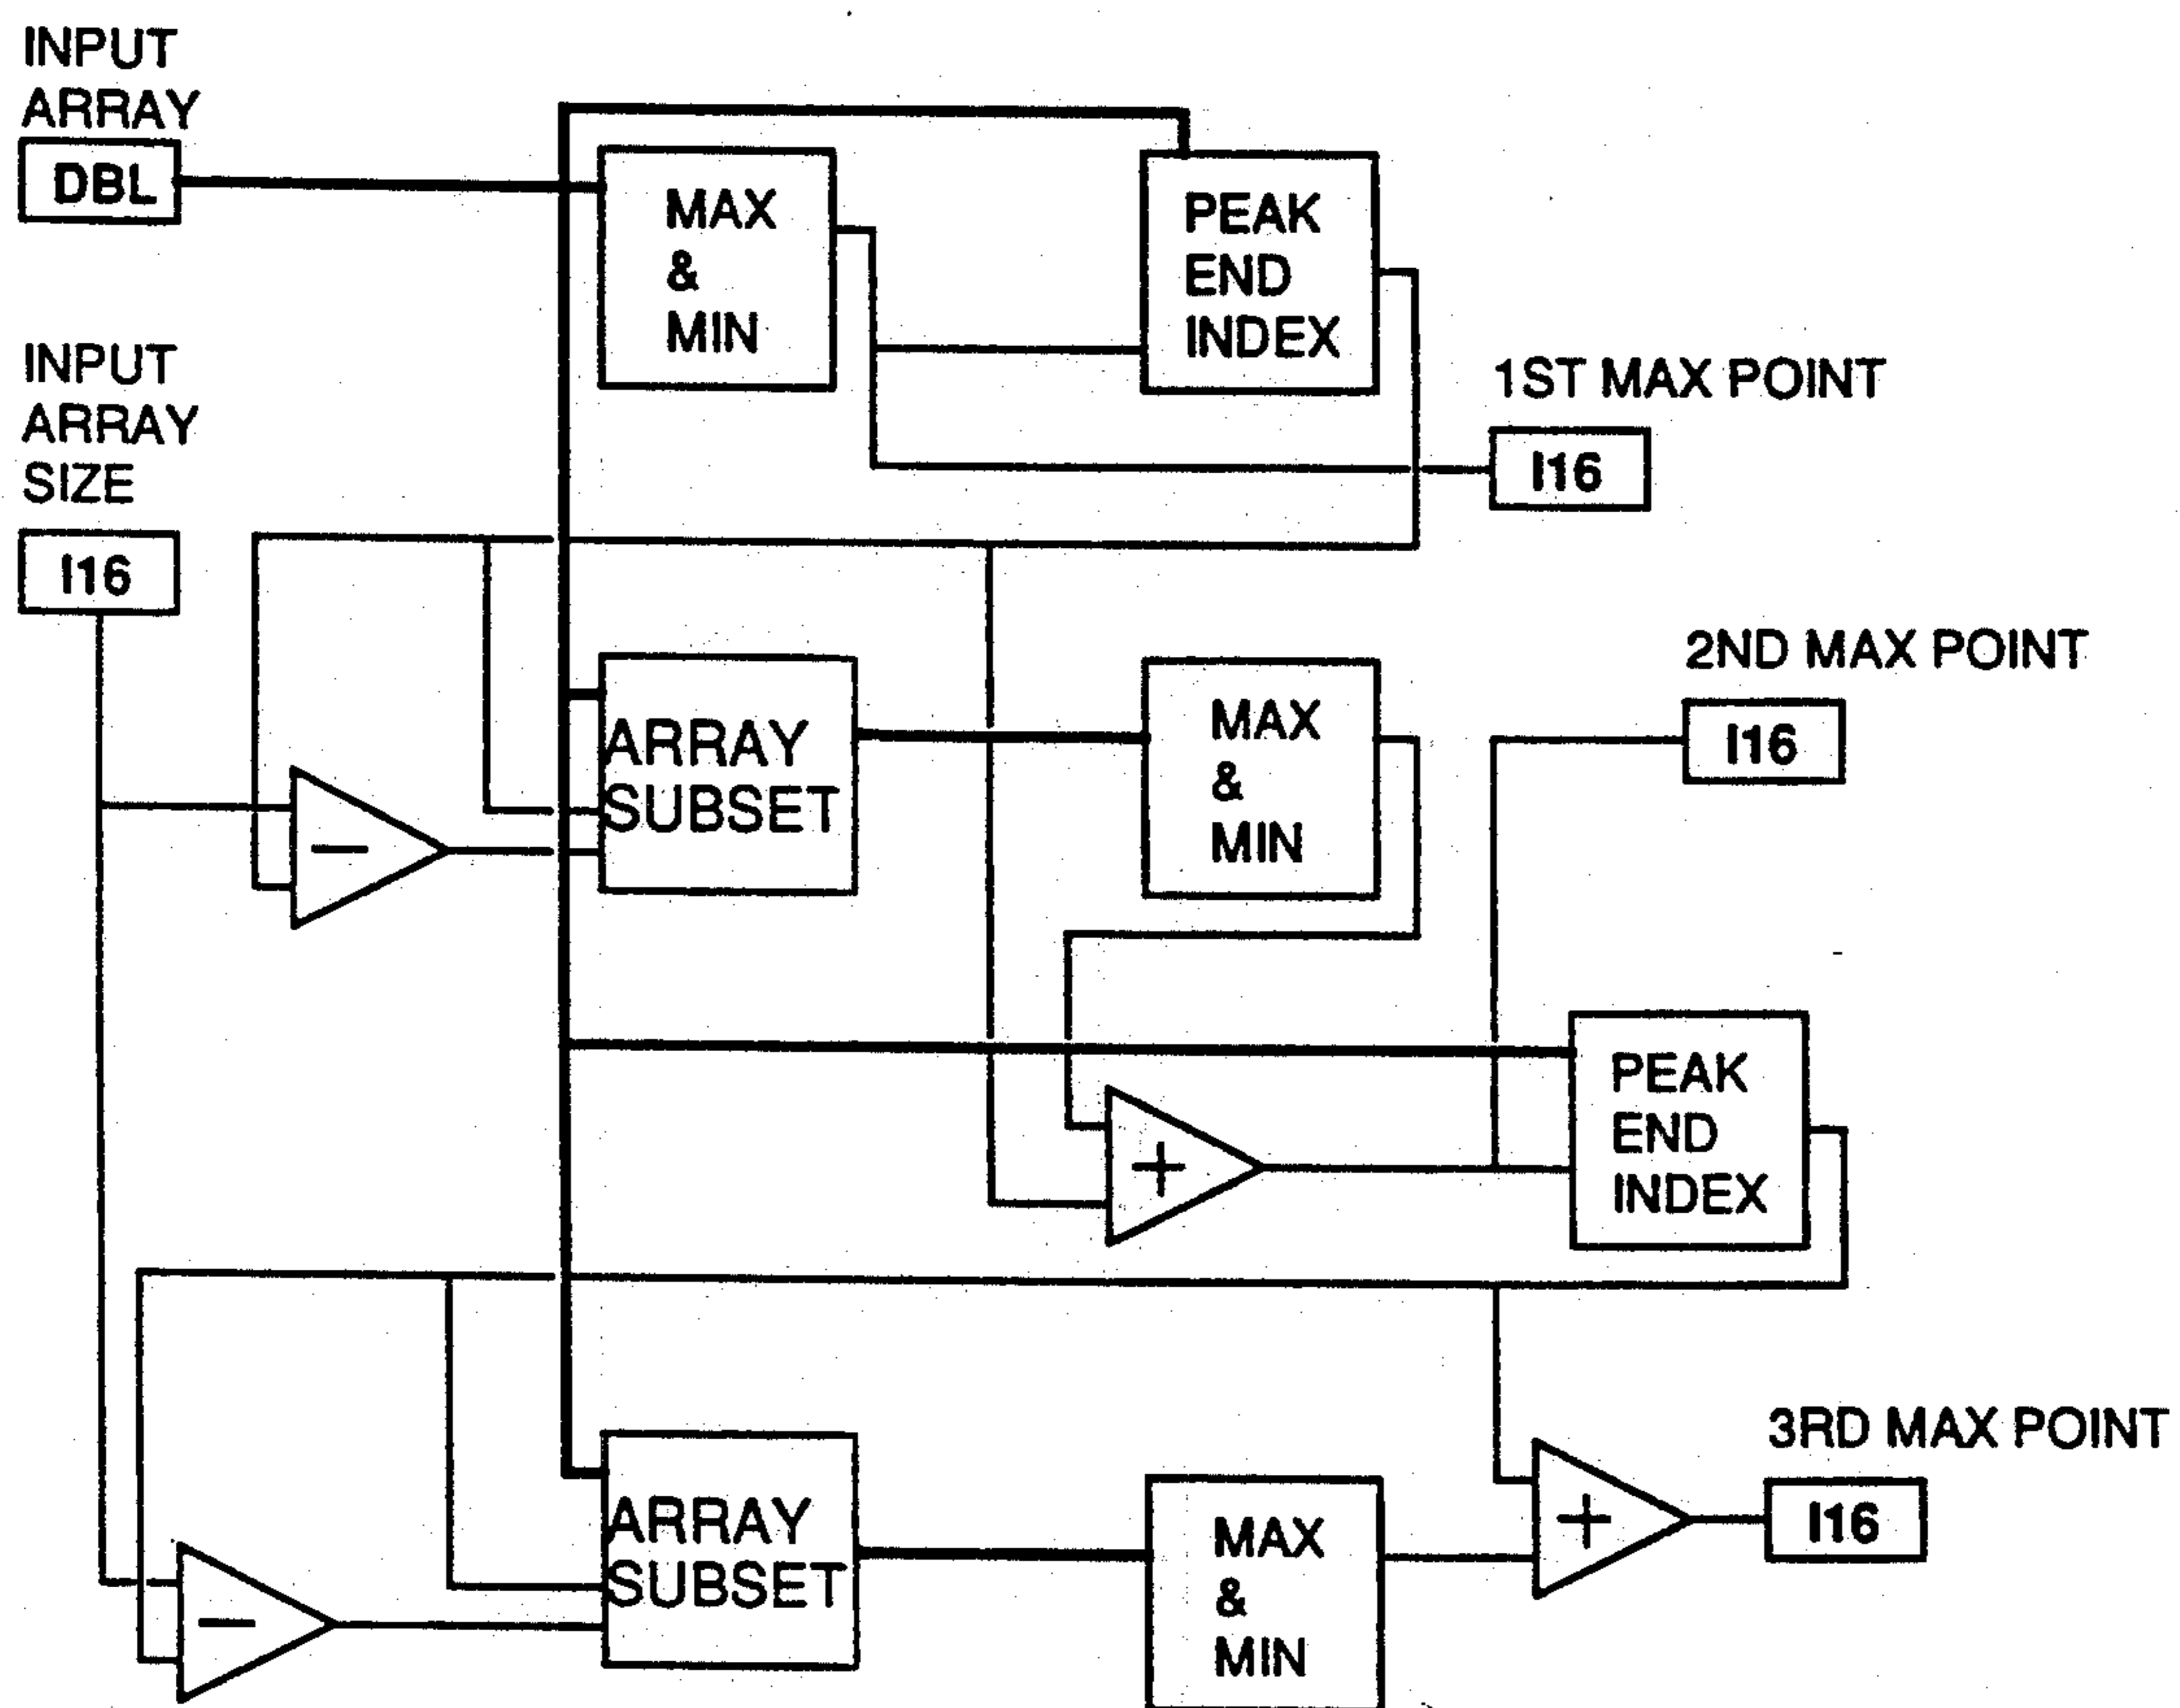 INPUT
ARRAY
DBL
MAX
&
MIN
PEAK
END
INDEX
1ST MAX POINT
I16
INPUT
ARRAY
SIZE
I16
ARRAY
SUBSET
MAX
&
MIN
2ND MAX POINT
I16
−
+
PEAK
END
INDEX
ARRAY
SUBSET
−
MAX
&
MIN
+
3RD MAX POINT
I16